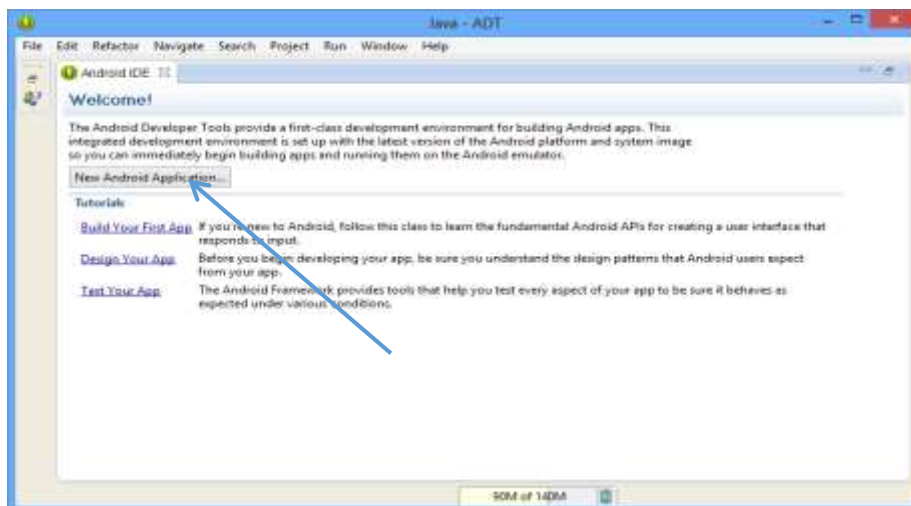 Java - ADT
File Edit Refactor Navigate Search Project Run Window Help
Android IDE
Welcome!
The Android Developer Tools provide a first-class development environment for building Android apps. This
integrated development environment is set up with the latest version of the Android platform and system image
so you can immediately begin building apps and running them on the Android emulator.
New Android Application...
Tutorials
Build Your First App If you're new to Android, follow this class to learn the fundamental Android APIs for creating a user interface that
responds to input.
Design Your App Before you begin developing your app, be sure you understand the design patterns that Android users expect
from your app.
Test Your App The Android Framework provides tools that help you test every aspect of your app to be sure it behaves as
expected under various conditions.
90M of 140M